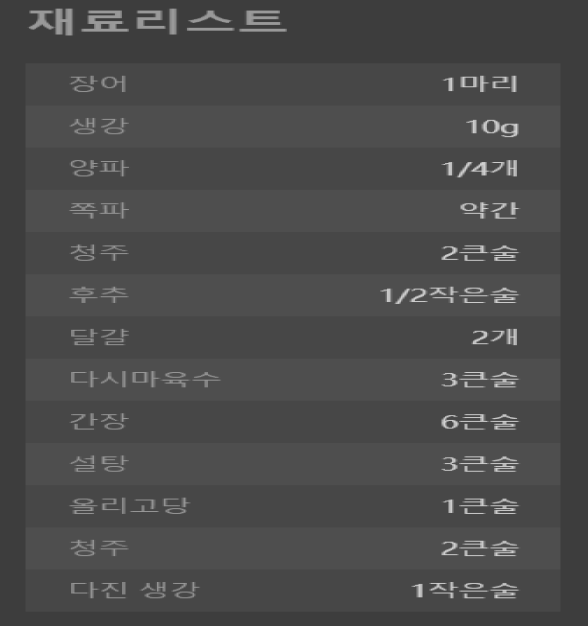 재료리스트
장어 1마리
생강 10g
양파 1/4개
쪽파 약간
청주 2큰술
후추 1/2작은술
달걀 2개
다시마육수 3큰술
간장 6큰술
설탕 3큰술
올리고당 1큰술
청주 2큰술
다진 생강 1작은술